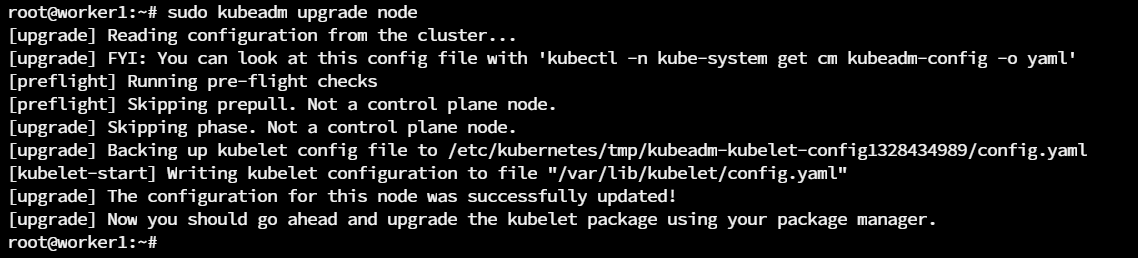 root@worker1:~# sudo kubeadm upgrade node
[upgrade] Reading configuration from the cluster...
[upgrade] FYI: You can look at this config file with 'kubectl -n kube-system get cm kubeadm-config -o yaml'
[preflight] Running pre-flight checks
[preflight] Skipping prepull. Not a control plane node.
[upgrade] Skipping phase. Not a control plane node.
[upgrade] Backing up kubelet config file to /etc/kubernetes/tmp/kubeadm-kubelet-config1328434989/config.yaml
[kubelet-start] Writing kubelet configuration to file "/var/lib/kubelet/config.yaml"
[upgrade] The configuration for this node was successfully updated!
[upgrade] Now you should go ahead and upgrade the kubelet package using your package manager.
root@worker1:~#